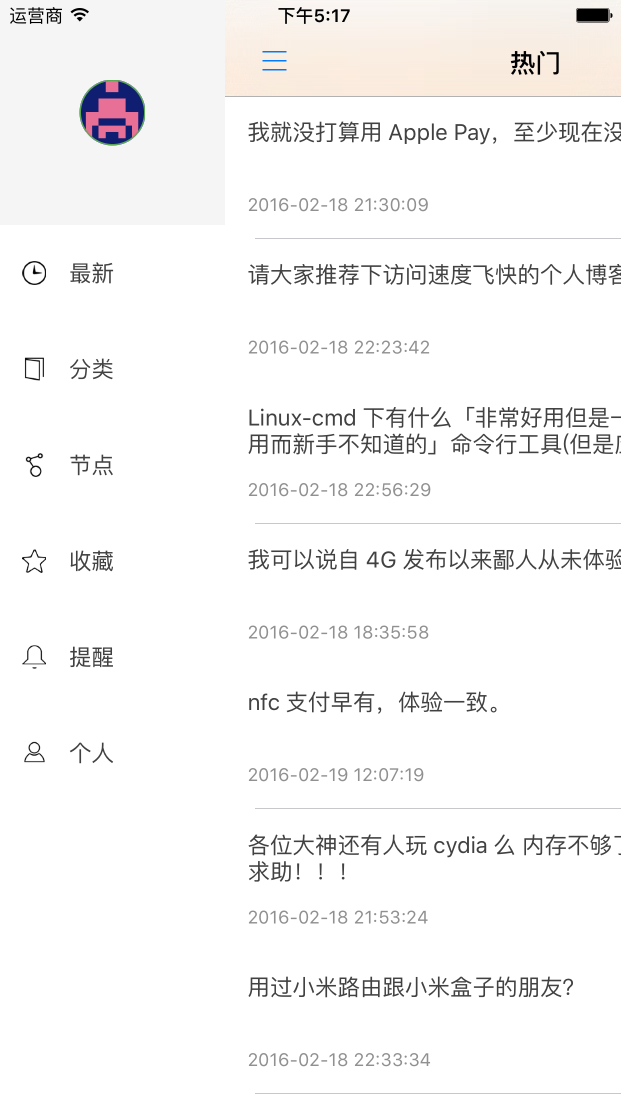 运营商
下午5:17
热门
最新
分类
节点
收藏
提醒
个人
我就没打算用 Apple Pay，至少现在没
2016-02-18 21:30:09
请大家推荐下访问速度飞快的个人博客
2016-02-18 22:23:42
Linux-cmd 下有什么「非常好用但是一
用而新手不知道的」命令行工具(但是
2016-02-18 22:56:29
我可以说自 4G 发布以来鄙人从未体验
2016-02-18 18:35:58
nfc 支付早有，体验一致。
2016-02-19 12:07:19
各位大神还有人玩 cydia 么 内存不够了
求助！！！
2016-02-18 21:53:24
用过小米路由跟小米盒子的朋友?
2016-02-18 22:33:34